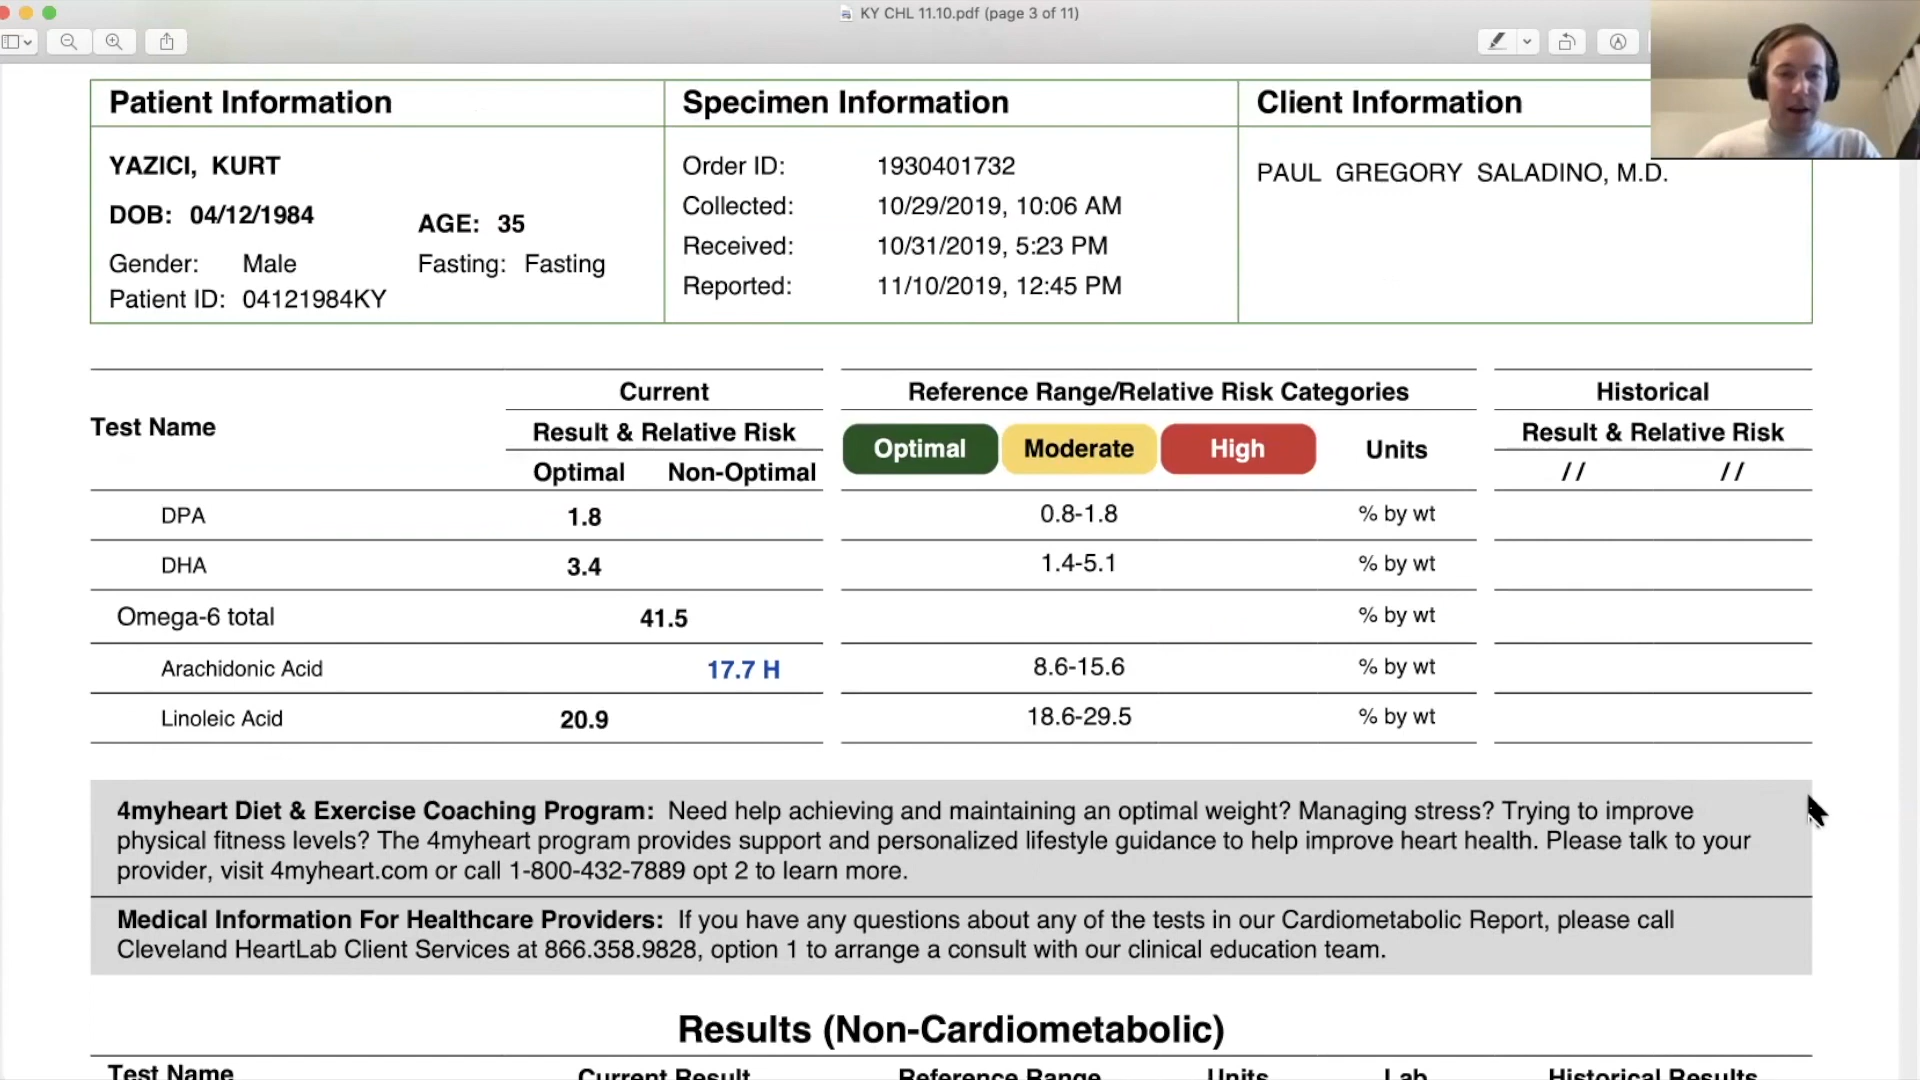 KY CHL 11.10.pdf (page 3 of 11)
Patient Information
Specimen Information
Client Information
YAZICI, KURT
DOB: 04/12/1984
AGE: 35
Gender: Male
Fasting: Fasting
Patient ID: 04121984KY
Order ID: 1930401732
Collected: 10/29/2019, 10:06 AM
Received: 10/31/2019, 5:23 PM
Reported: 11/10/2019, 12:45 PM
PAUL GREGORY SALADINO, M.D.
Test Name
Current
Result & Relative Risk
Optimal Non-Optimal
Reference Range/Relative Risk Categories
Optimal Moderate High Units
Historical
Result & Relative Risk
/ / / /
DPA 1.8 0.8-1.8 % by wt
DHA 3.4 1.4-5.1 % by wt
Omega-6 total 41.5 % by wt
Arachidonic Acid 17.7 H 8.6-15.6 % by wt
Linoleic Acid 20.9 18.6-29.5 % by wt
4myheart Diet & Exercise Coaching Program: Need help achieving and maintaining an optimal weight? Managing stress? Trying to improve
physical fitness levels? The 4myheart program provides support and personalized lifestyle guidance to help improve heart health. Please talk to your
provider, visit 4myheart.com or call 1-800-432-7889 opt 2 to learn more.
Medical Information For Healthcare Providers: If you have any questions about any of the tests in our Cardiometabolic Report, please call
Cleveland HeartLab Client Services at 866.358.9828, option 1 to arrange a consult with our clinical education team.
Results (Non-Cardiometabolic)
Test Name Current Result Reference Range Units Lab Historical Results